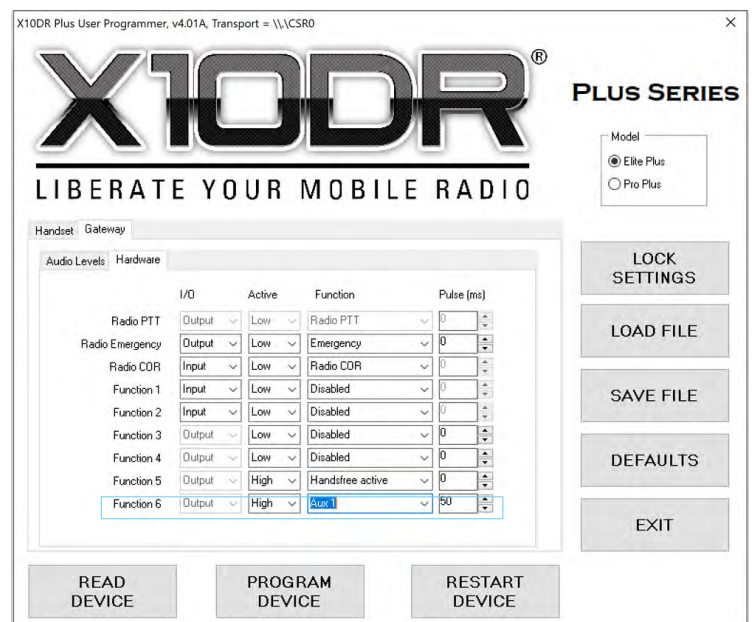 X10DR Plus User Programmer, v4.01A, Transport = \\.\CSR0
X10DR®
LIBERATE YOUR MOBILE RADIO
PLUS SERIES
Model
Elite Plus
Pro Plus
Handset Gateway
Audio Levels Hardware
I/O Active Function Pulse (ms)
Radio PTT Output Low Radio PTT 0
Radio Emergency Output Low Emergency 0
Radio COR Input Low Radio COR 0
Function 1 Input Low Disabled 0
Function 2 Input Low Disabled 0
Function 3 Output Low Disabled 0
Function 4 Output Low Disabled 0
Function 5 Output High Handsfree active 0
Function 6 Output High Aux 1 50
LOCK
SETTINGS
LOAD FILE
SAVE FILE
DEFAULTS
EXIT
READ
DEVICE
PROGRAM
DEVICE
RESTART
DEVICE